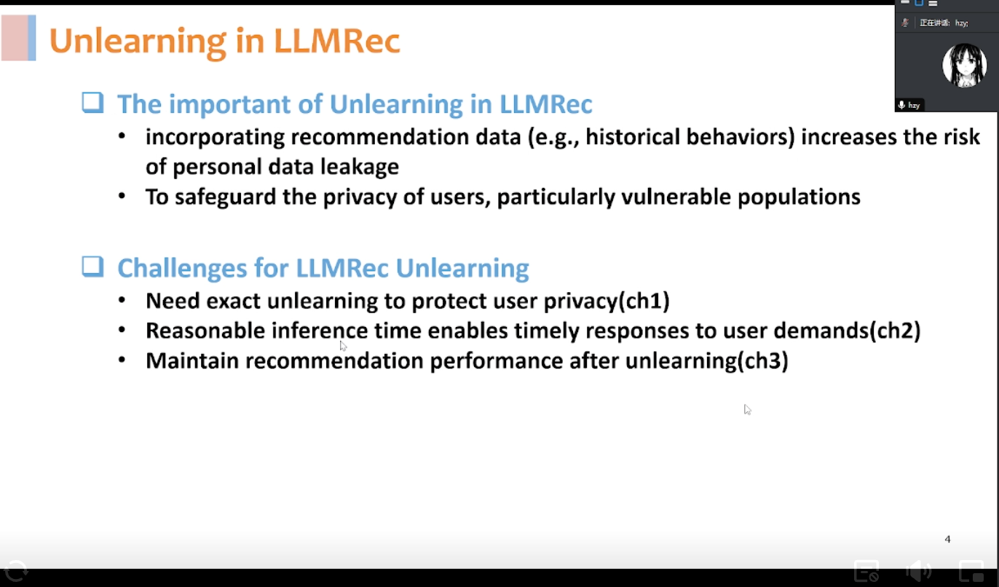 Unlearning in LLMRec
正在讲话: hzy;
hzy
The important of Unlearning in LLMRec
• incorporating recommendation data (e.g., historical behaviors) increases the risk
of personal data leakage
• To safeguard the privacy of users, particularly vulnerable populations
Challenges for LLMRec Unlearning
• Need exact unlearning to protect user privacy(ch1)
• Reasonable inference time enables timely responses to user demands(ch2)
• Maintain recommendation performance after unlearning(ch3)
4